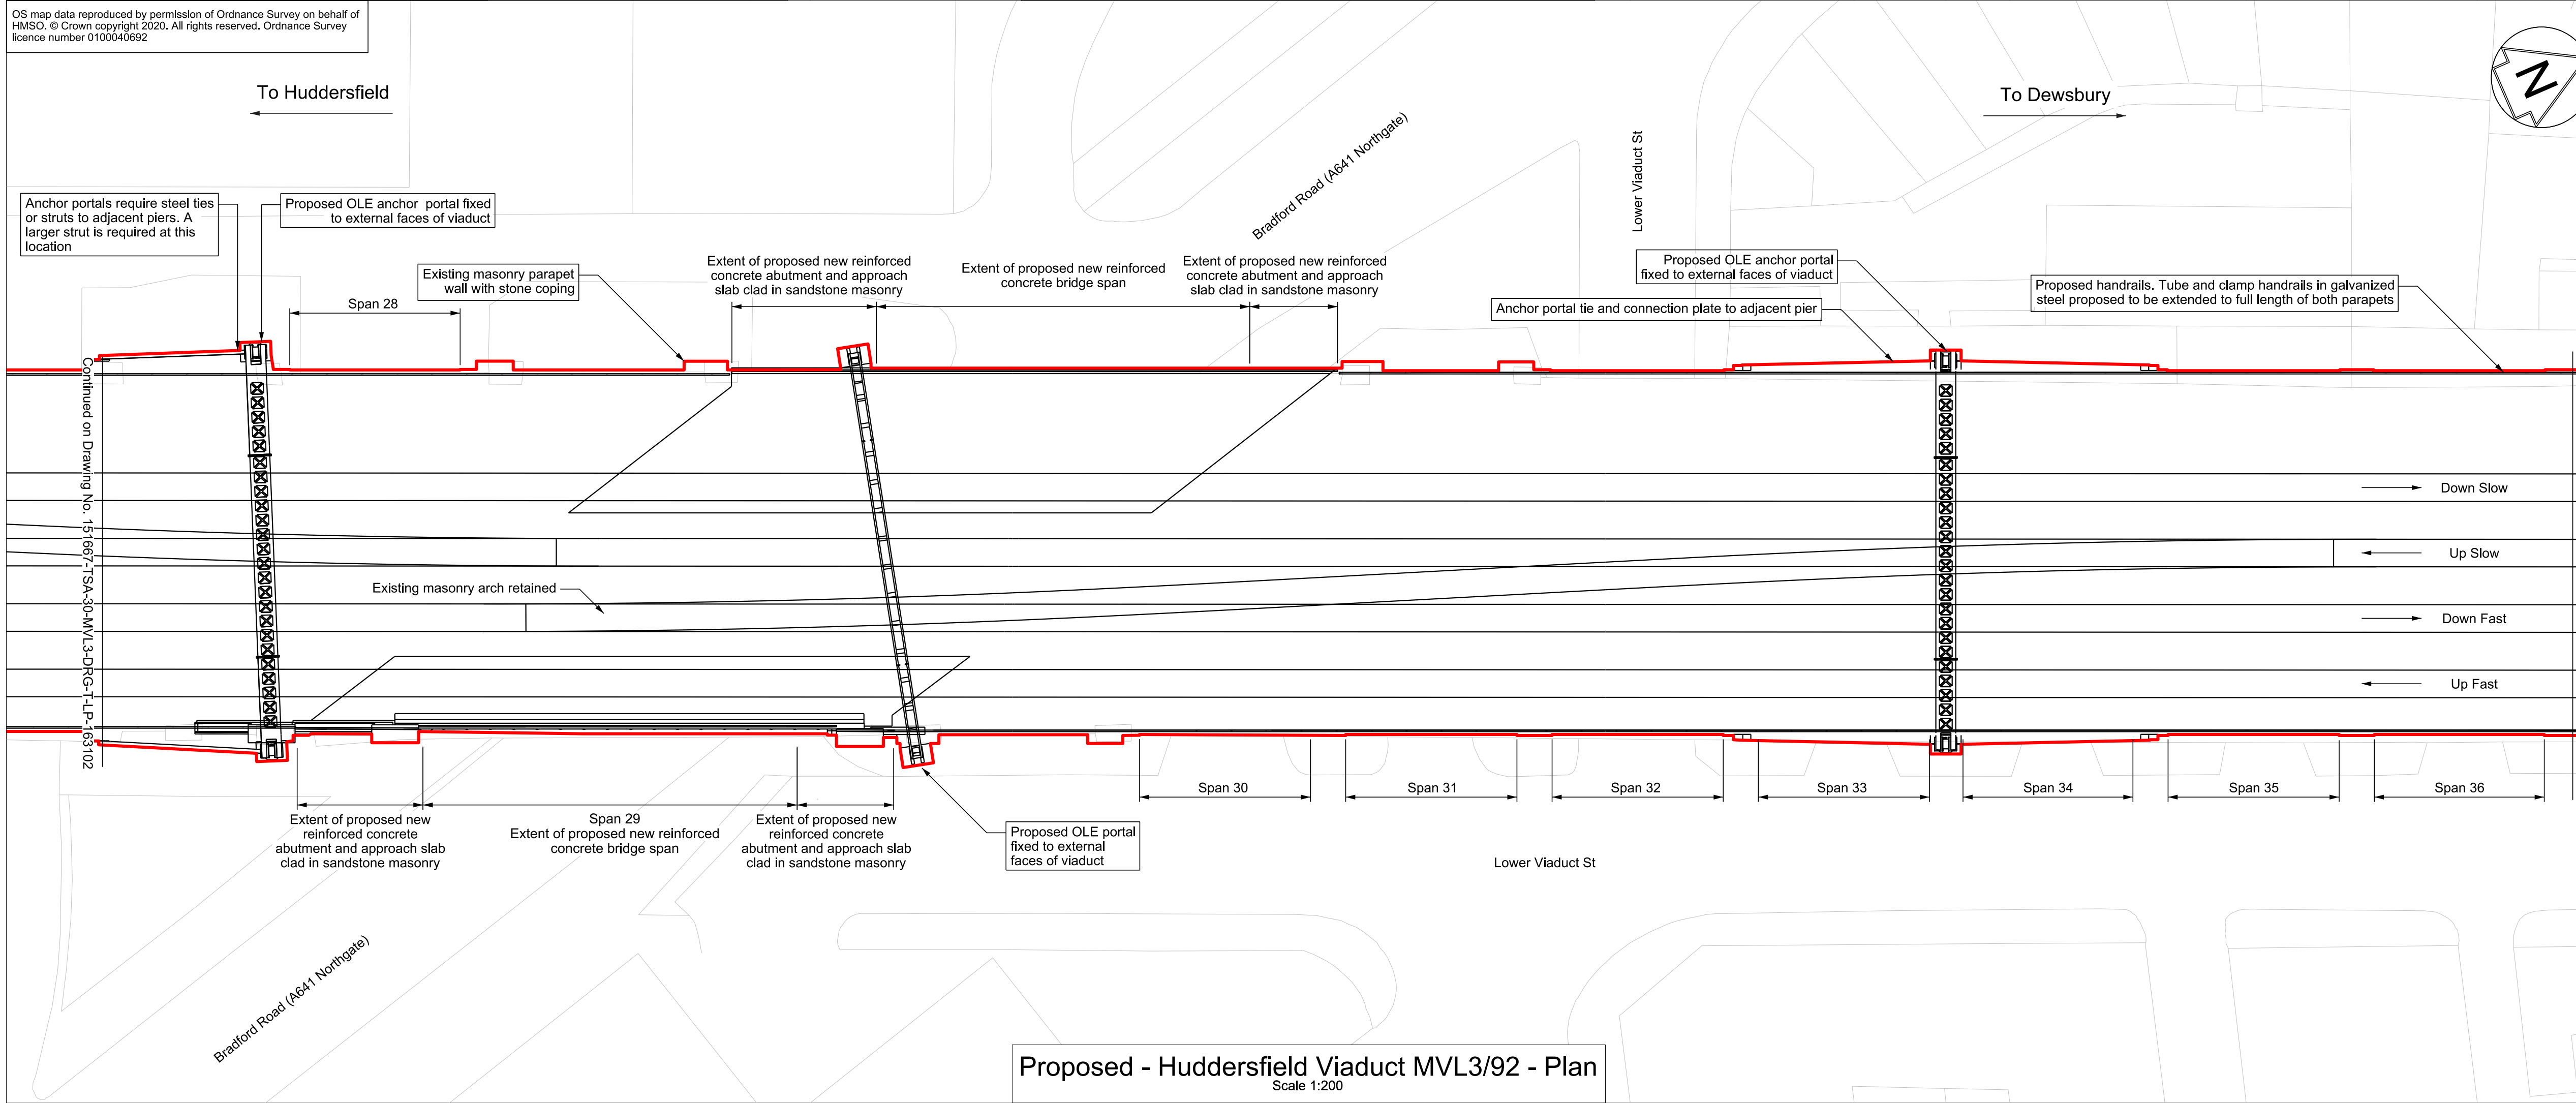 OS map data reproduced by permission of Ordnance Survey on behalf of
HMSO. © Crown copyright 2020. All rights reserved. Ordnance Survey
licence number 0100040692
To Huddersfield
To Dewsbury
N
Bradford Road (A641 Northgate)
Lower Viaduct St
Anchor portals require steel ties
or struts to adjacent piers. A
larger strut is required at this
location
Proposed OLE anchor portal fixed
to external faces of viaduct
Existing masonry parapet
wall with stone coping
Span 28
Extent of proposed new reinforced
concrete abutment and approach
slab clad in sandstone masonry
Extent of proposed new reinforced
concrete bridge span
Extent of proposed new reinforced
concrete abutment and approach
slab clad in sandstone masonry
Proposed OLE anchor portal
fixed to external faces of viaduct
Anchor portal tie and connection plate to adjacent pier
Proposed handrails. Tube and clamp handrails in galvanized
steel proposed to be extended to full length of both parapets
Continued on Drawing No. 151667-TSA-30-MVL3-DRG-T-LP-163102
Down Slow
Up Slow
Existing masonry arch retained
Down Fast
Up Fast
Span 30
Span 31
Span 32
Span 33
Span 34
Span 35
Span 36
Extent of proposed new
reinforced concrete
abutment and approach slab
clad in sandstone masonry
Span 29
Extent of proposed new reinforced
concrete bridge span
Extent of proposed new
reinforced concrete
abutment and approach slab
clad in sandstone masonry
Proposed OLE portal
fixed to external
faces of viaduct
Lower Viaduct St
Bradford Road (A641 Northgate)
Proposed - Huddersfield Viaduct MVL3/92 - Plan
Scale 1:200